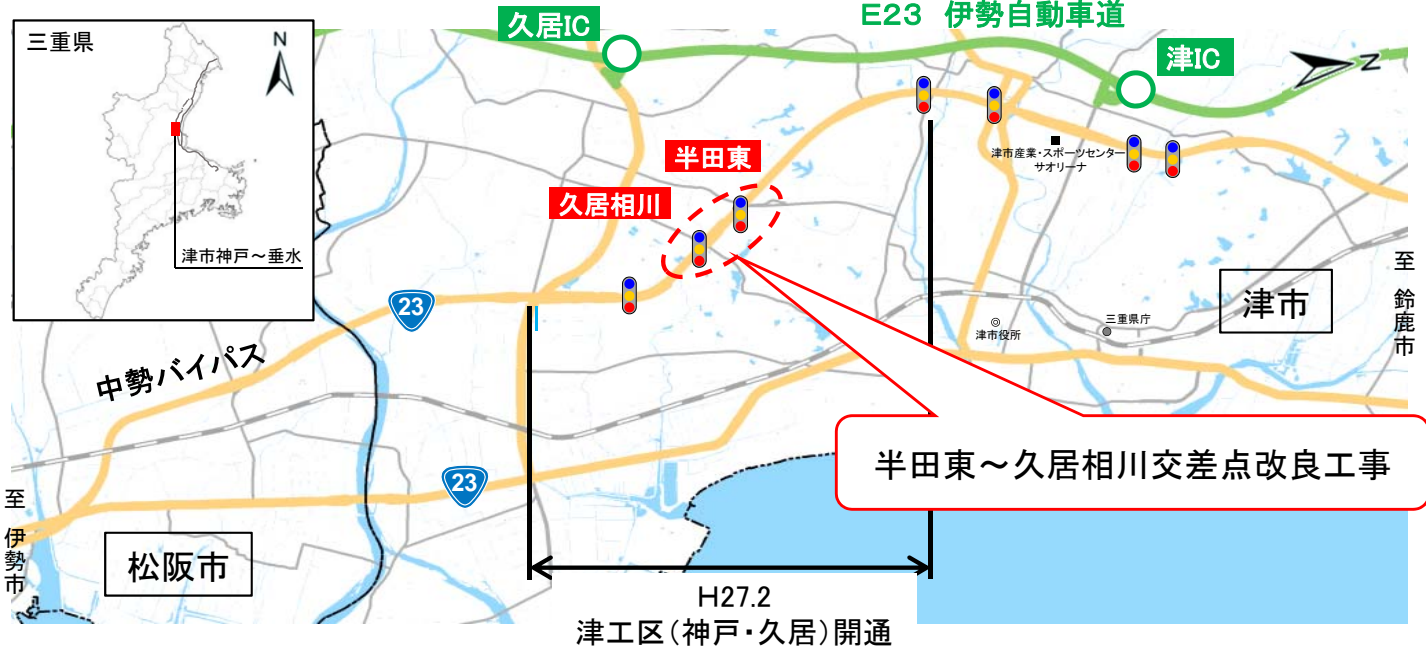 三重県
N
津市神戸~垂水
久居IC
E23 伊勢自動車道
津IC
N
半田東
久居相川
津市産業・スポーツセンター
サオリーナ
23
中勢バイパス
津市
至 鈴鹿市
三重県庁
津市役所
半田東~久居相川交差点改良工事
23
至 伊勢市
松阪市
H27.2
津工区(神戸・久居)開通